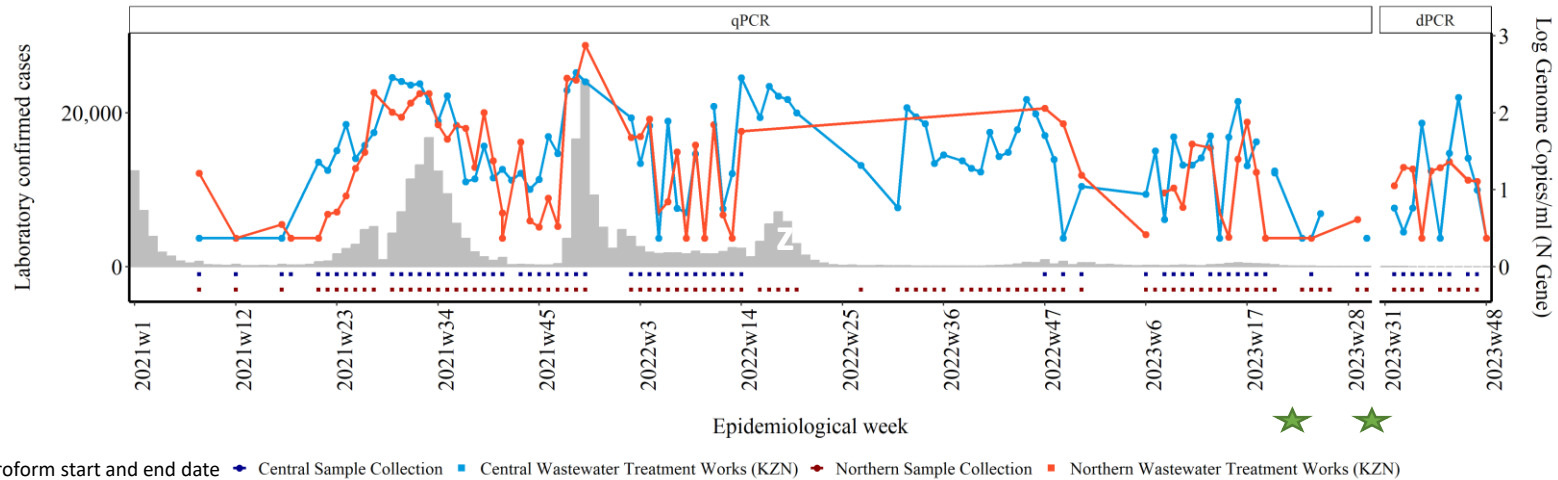 qPCR
dPCR
Laboratory confirmed cases
20,000
0
3
2
1
0
Log Genome Copies/ml (N Gene)
Z
2021w1
2021w12
2021w23
2021w34
2021w45
2022w3
2022w14
2022w25
2022w36
2022w47
2023w6
2023w17
2023w28
2023w31
2023w48
Epidemiological week
roform start and end date
Central Sample Collection
Central Wastewater Treatment Works (KZN)
Northern Sample Collection
Northern Wastewater Treatment Works (KZN)